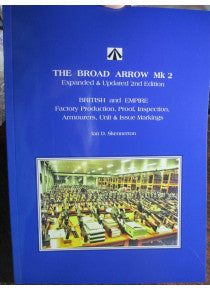 THE BROAD ARROW Mk 2
Expanded & Updated 2nd Edition
BRITISH and EMPIRE
Factory Production, Proof, Inspection,
Armourers, Unit & Issue Markings
Ian D. Skennerton